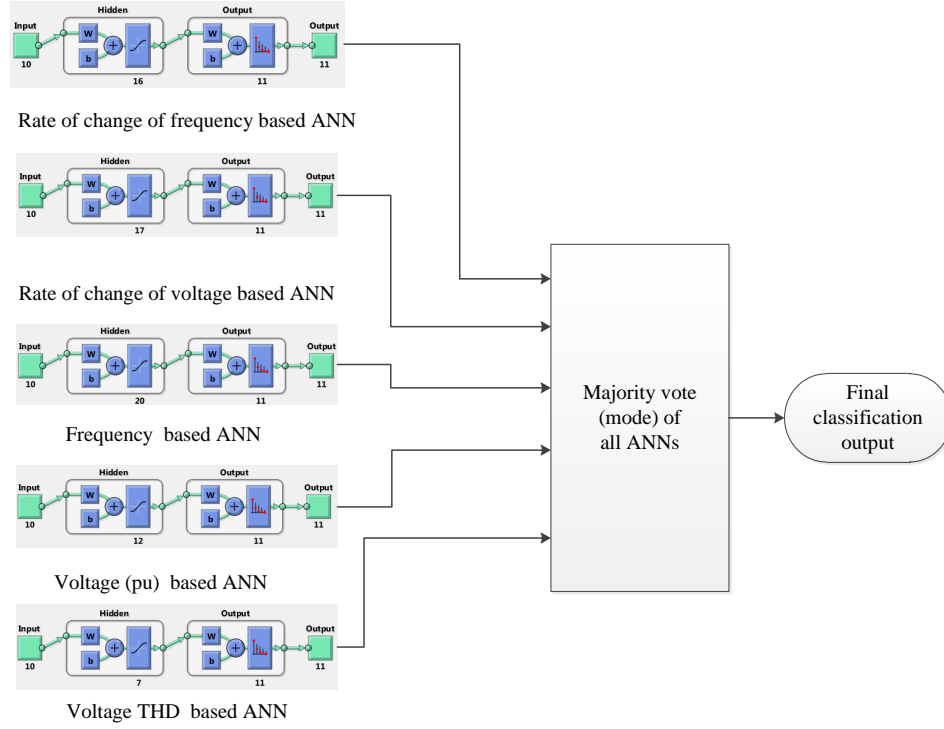 Hidden Output
Input Output
W W
b b
10 16 11 11
Rate of change of frequency based ANN
Hidden Output
Input Output
W W
b b
10 17 11 11
Rate of change of voltage based ANN
Hidden Output
Input Output
W W
b b
10 20 11 11
Frequency based ANN
Hidden Output
Input Output
W W
b b
10 12 11 11
Voltage (pu) based ANN
Hidden Output
Input Output
W W
b b
10 7 11 11
Voltage THD based ANN
Majority vote
(mode) of
all ANNs
Final
classification
output